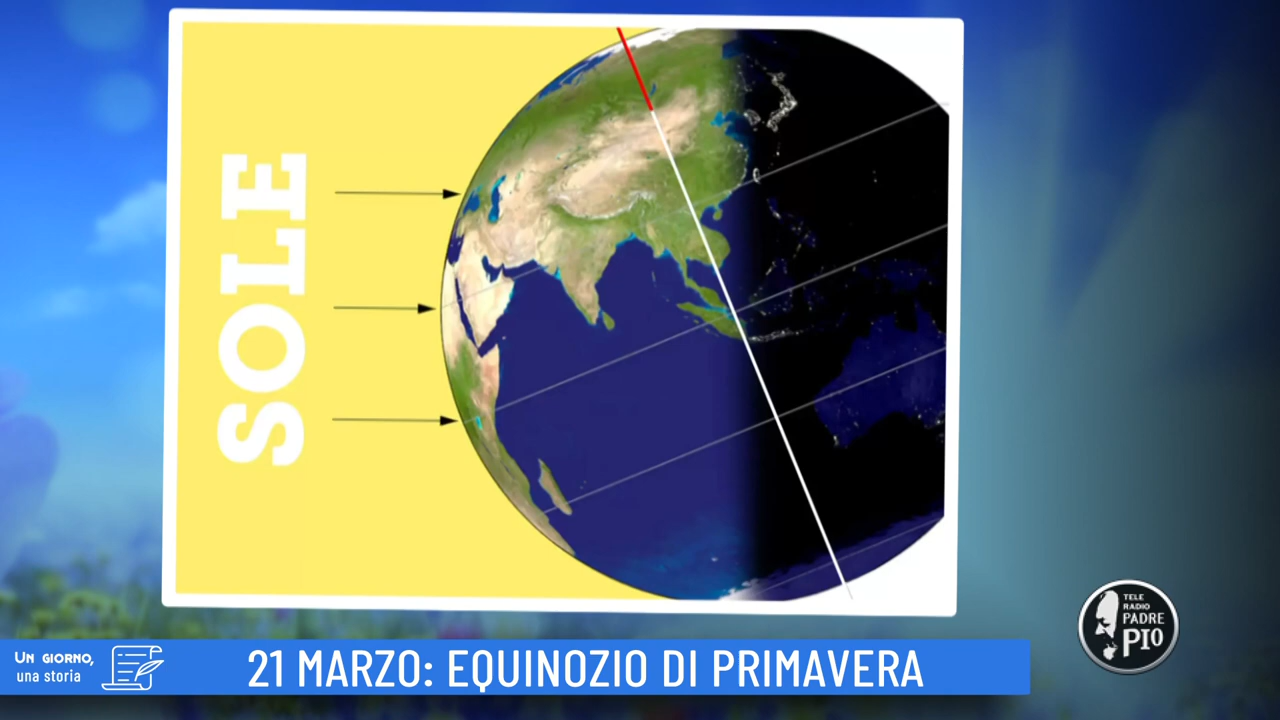 SOLE
UN GIORNO,
una storia
21 MARZO: EQUINOZIO DI PRIMAVERA
TELE
RADIO
PADRE
PIO